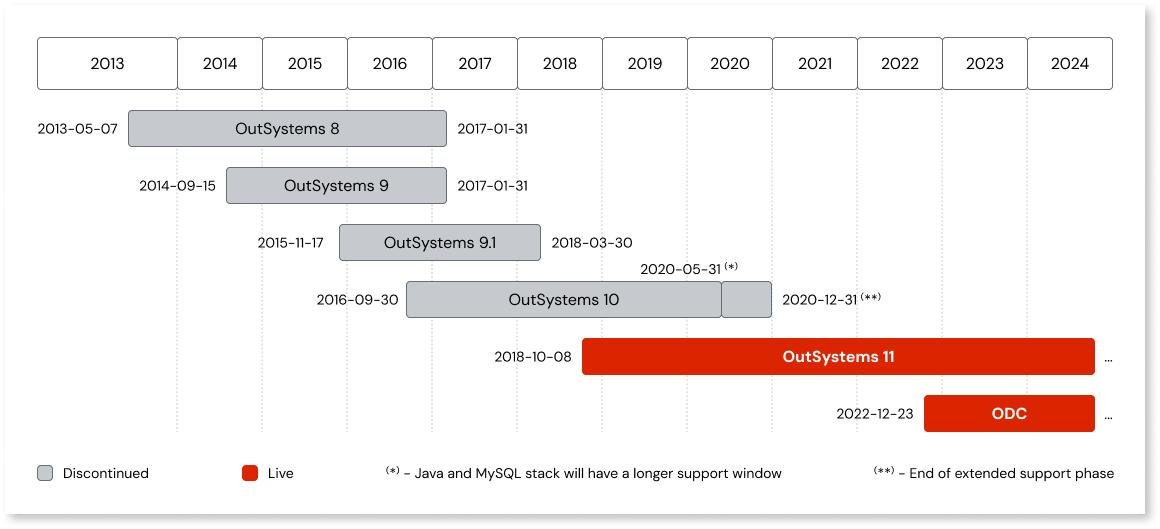 2013 2014 2015 2016 2017 2018 2019 2020 2021 2022 2023 2024
2013-05-07 OutSystems 8 2017-01-31
2014-09-15 OutSystems 9 2017-01-31
2015-11-17 OutSystems 9.1 2018-03-30
2020-05-31 (*)
2016-09-30 OutSystems 10 2020-12-31 (**)
2018-10-08 OutSystems 11 ...
2022-12-23 ODC ...
Discontinued Live (*) - Java and MySQL stack will have a longer support window (**) - End of extended support phase